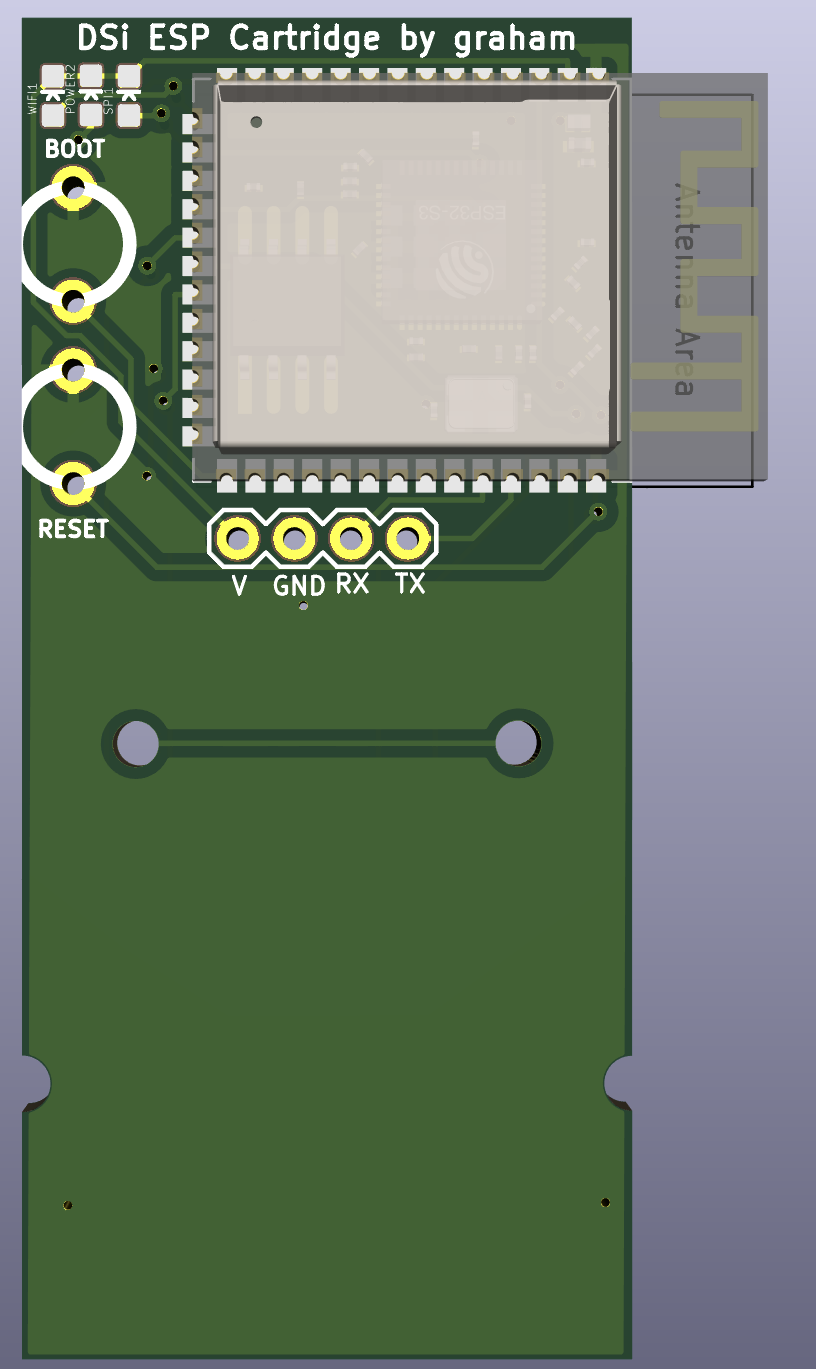 DSi ESP Cartridge by graham
WIFI1
POWER2
SPI1
BOOT
ESP32-S3
Antenna Area
RESET
V GND RX TX